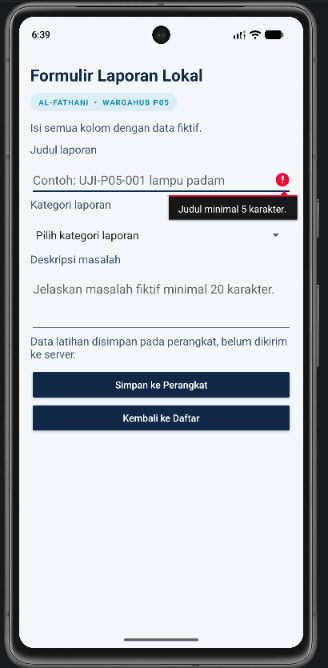 6:39
Formulir Laporan Lokal
AL-FATHANI • WARGAHUB P05
Isi semua kolom dengan data fiktif.
Judul laporan
Contoh: UJI-P05-001 lampu padam
Judul minimal 5 karakter.
Kategori laporan
Pilih kategori laporan
Deskripsi masalah
Jelaskan masalah fiktif minimal 20 karakter.
Data latihan disimpan pada perangkat, belum dikirim
ke server.
Simpan ke Perangkat
Kembali ke Daftar